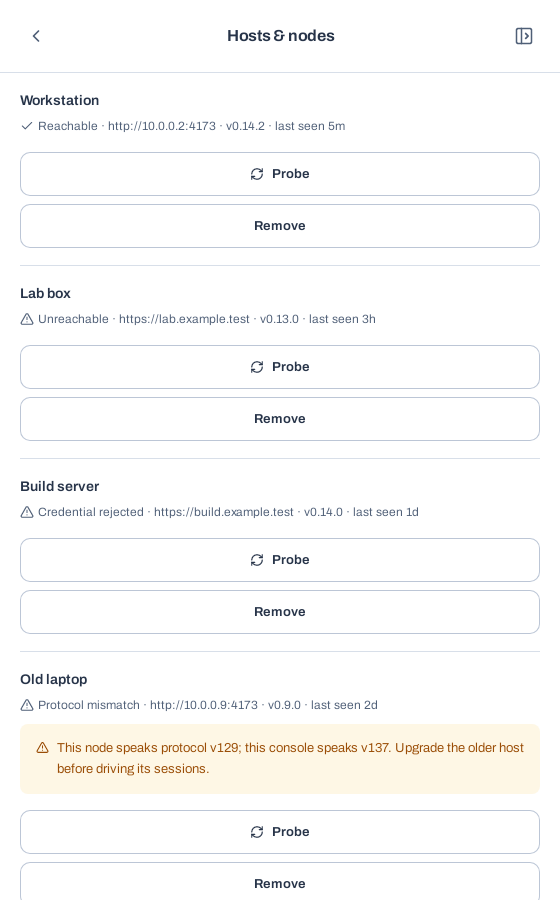 Hosts & nodes
Workstation
Reachable · http://10.0.0.2:4173 · v0.14.2 · last seen 5m
Probe
Remove
Lab box
Unreachable · https://lab.example.test · v0.13.0 · last seen 3h
Probe
Remove
Build server
Credential rejected · https://build.example.test · v0.14.0 · last seen 1d
Probe
Remove
Old laptop
Protocol mismatch · http://10.0.0.9:4173 · v0.9.0 · last seen 2d
This node speaks protocol v129; this console speaks v137. Upgrade the older host
before driving its sessions.
Probe
Remove